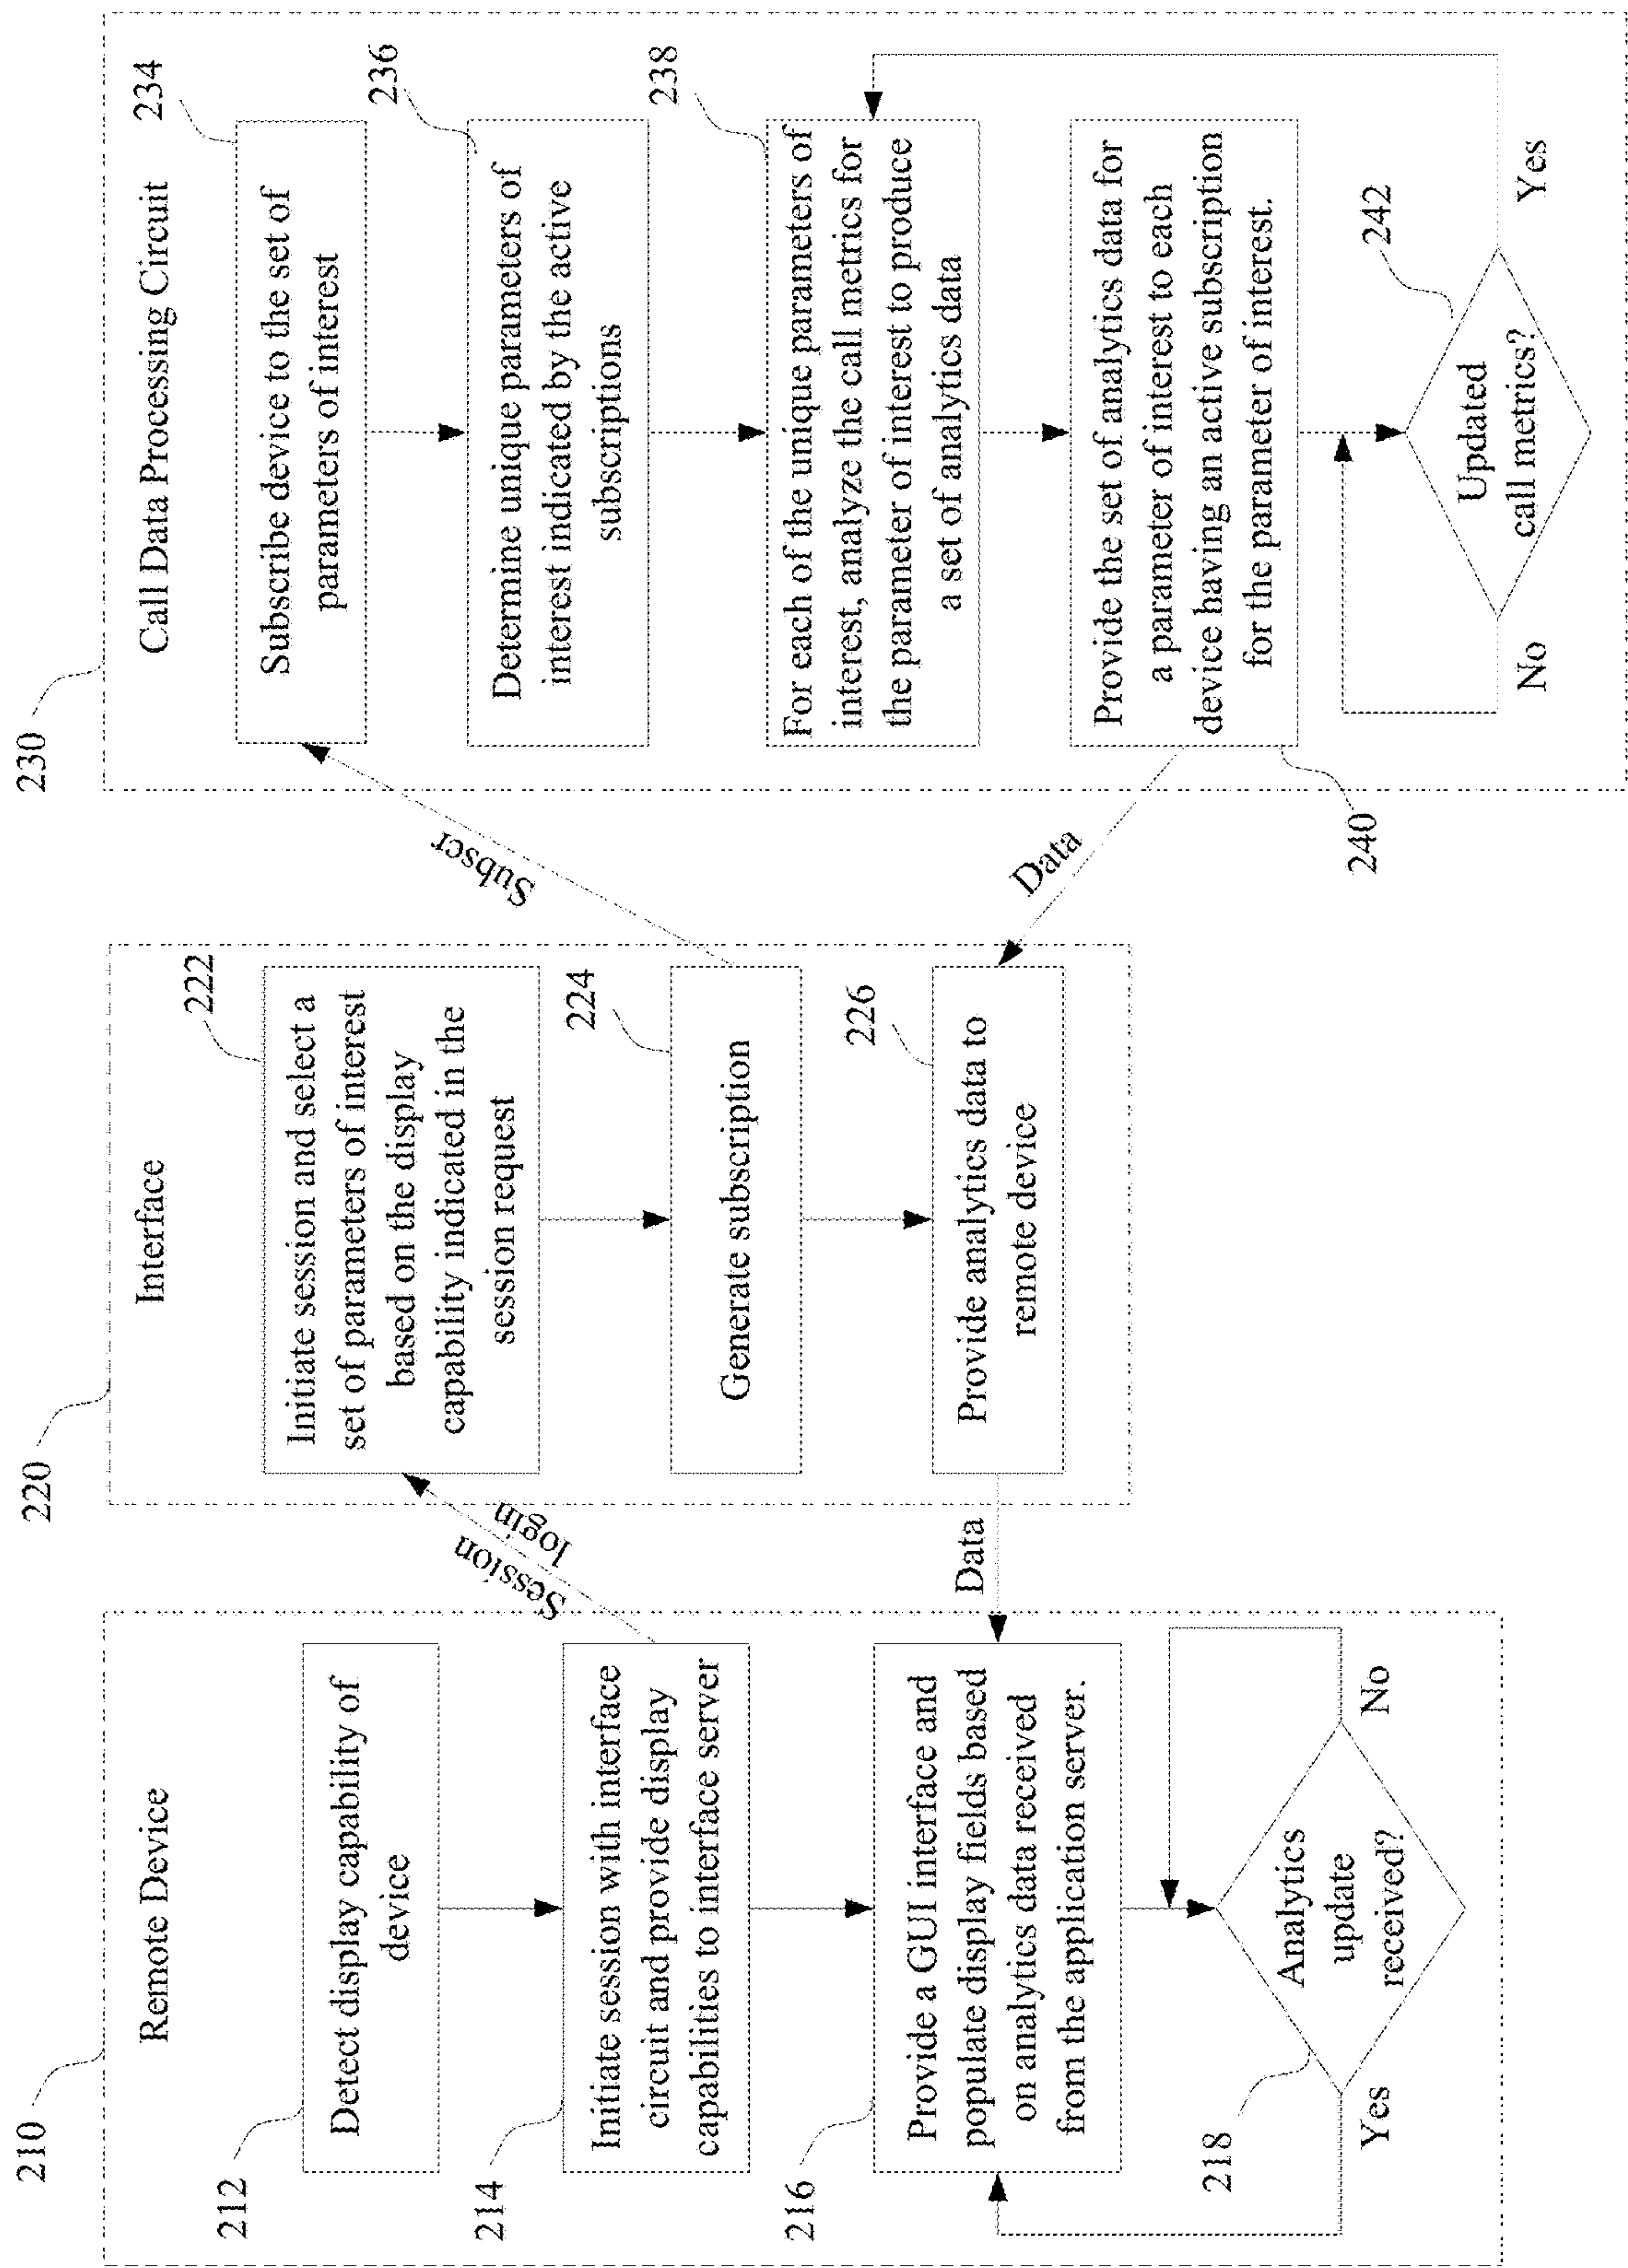 210
Remote Device
212
Detect display capability of
device
214
Initiate session with interface
circuit and provide display
capabilities to interface server
216
Provide a GUI interface and
populate display fields based
on analytics data received
from the application server.
218
Analytics
update
received?
Yes
No
Session
login
Data
220
Interface
222
Initiate session and select a
set of parameters of interest
based on the display
capability indicated in the
session request
224
Generate subscription
226
Provide analytics data to
remote device
Subscr
Data
230
Call Data Processing Circuit
234
Subscribe device to the set of
parameters of interest
236
Determine unique parameters of
interest indicated by the active
subscriptions
238
For each of the unique parameters of
interest, analyze the call metrics for
the parameter of interest to produce
a set of analytics data
240
Provide the set of analytics data for
a parameter of interest to each
device having an active subscription
for the parameter of interest.
242
Updated
call metrics?
No
Yes